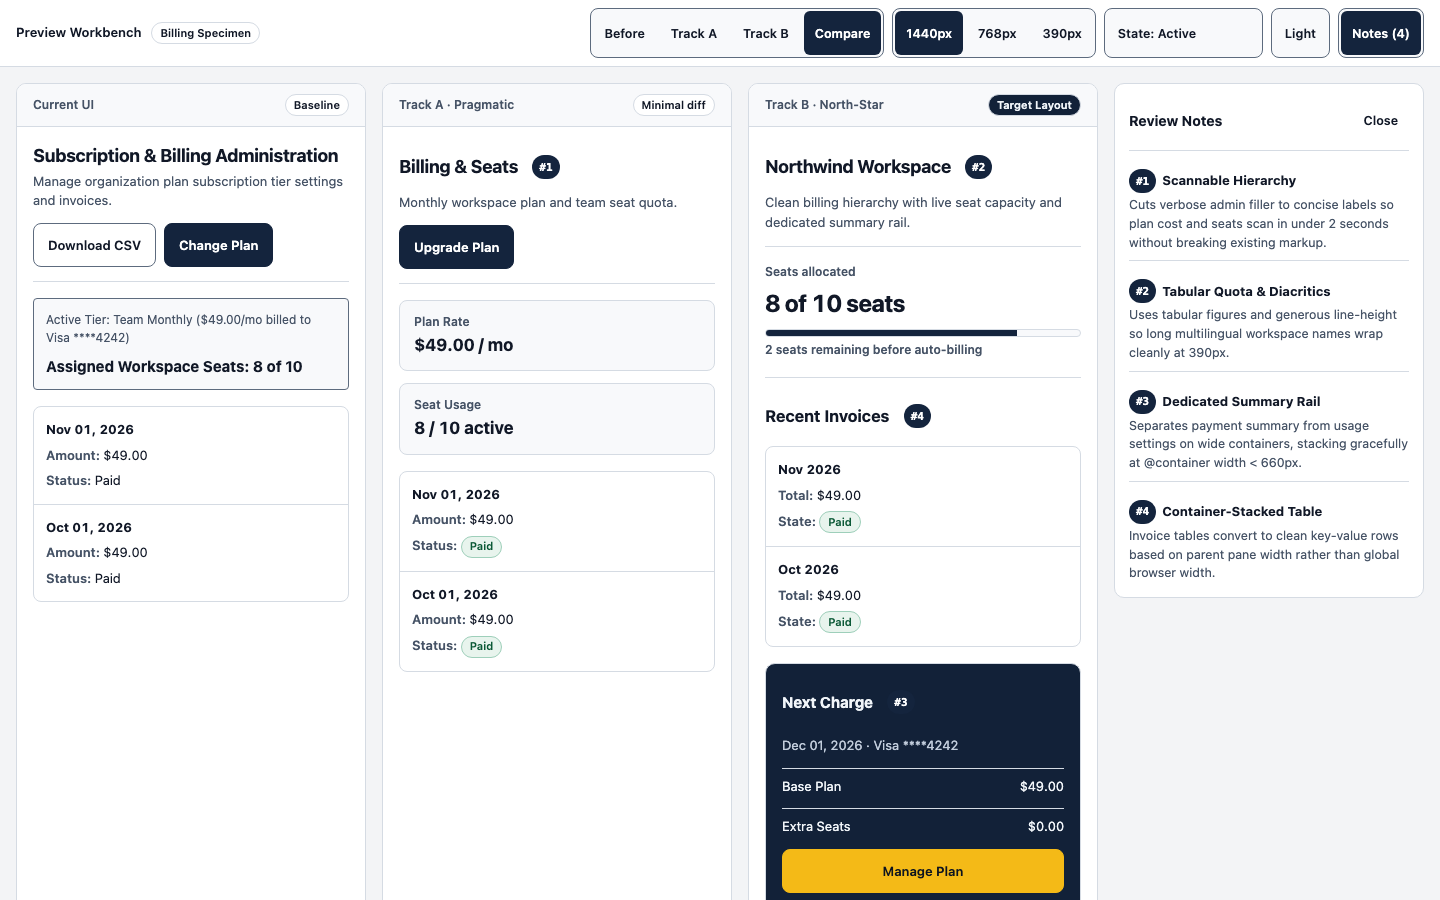 Preview Workbench
Billing Specimen
Before
Track A
Track B
Compare
1440px
768px
390px
State: Active
Light
Notes (4)
Current UI
Baseline
Subscription & Billing Administration
Manage organization plan subscription tier settings
and invoices.
Download CSV
Change Plan
Active Tier: Team Monthly ($49.00/mo billed to
Visa ****4242)
Assigned Workspace Seats: 8 of 10
Nov 01, 2026
Amount: $49.00
Status: Paid
Oct 01, 2026
Amount: $49.00
Status: Paid
Track A · Pragmatic
Minimal diff
Billing & Seats
#1
Monthly workspace plan and team seat quota.
Upgrade Plan
Plan Rate
$49.00 / mo
Seat Usage
8 / 10 active
Nov 01, 2026
Amount: $49.00
Status: Paid
Oct 01, 2026
Amount: $49.00
Status: Paid
Track B · North-Star
Target Layout
Northwind Workspace
#2
Clean billing hierarchy with live seat capacity and
dedicated summary rail.
Seats allocated
8 of 10 seats
2 seats remaining before auto-billing
Recent Invoices
#4
Nov 2026
Total: $49.00
State: Paid
Oct 2026
Total: $49.00
State: Paid
Next Charge
#3
Dec 01, 2026 · Visa ****4242
Base Plan
$49.00
Extra Seats
$0.00
Manage Plan
Review Notes
Close
#1 Scannable Hierarchy
Cuts verbose admin filler to concise labels so
plan cost and seats scan in under 2 seconds
without breaking existing markup.
#2 Tabular Quota & Diacritics
Uses tabular figures and generous line-height
so long multilingual workspace names wrap
cleanly at 390px.
#3 Dedicated Summary Rail
Separates payment summary from usage
settings on wide containers, stacking gracefully
at @container width < 660px.
#4 Container-Stacked Table
Invoice tables convert to clean key-value rows
based on parent pane width rather than global
browser width.